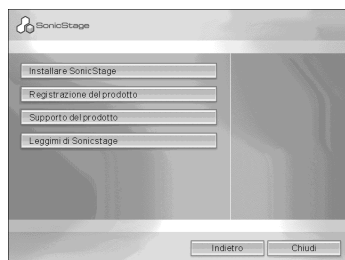 SonicStage
Installare SonicStage
Registrazione del prodotto
Supporto del prodotto
Leggimi di Sonicstage
Indietro
Chiudi